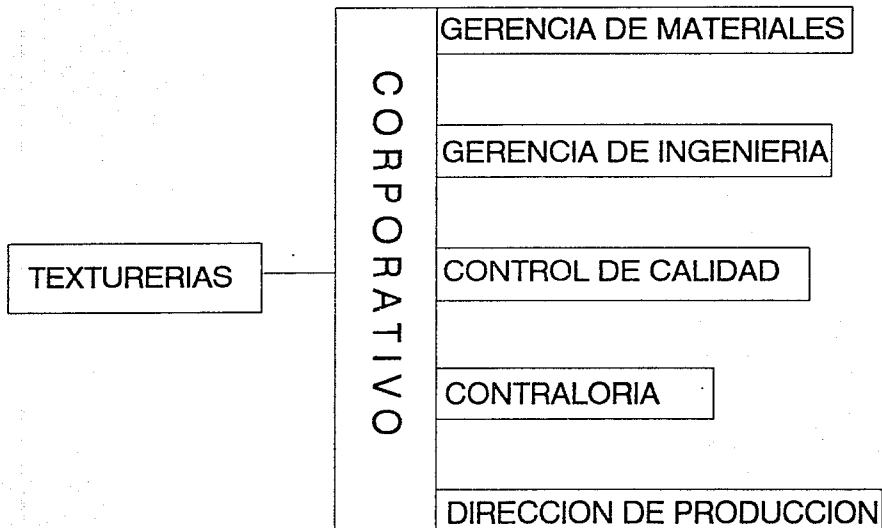 GERENCIA DE MATERIALES
GERENCIA DE INGENIERIA
TEXTURERIAS
CORPORATIVO
CONTROL DE CALIDAD
CONTRALORIA
DIRECCION DE PRODUCCION